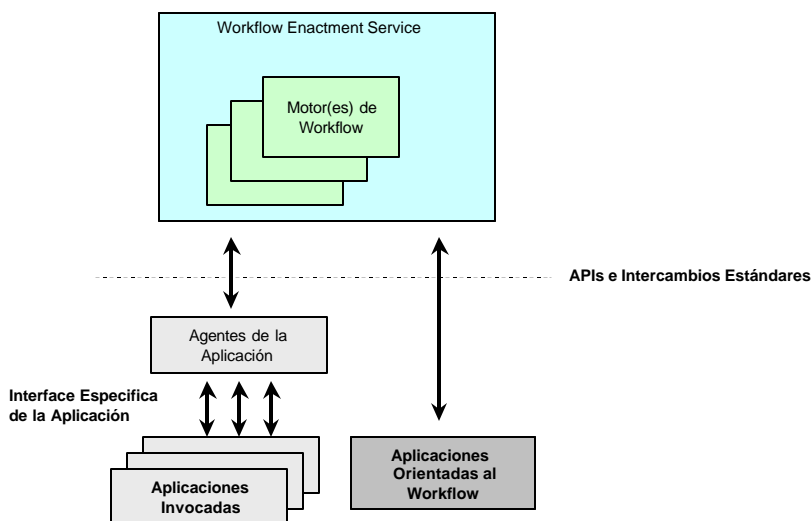 Workflow Enactment Service
Motor(es) de
Workflow
APIs e Intercambios Estándares
Agentes de la
Aplicación
Interface Especifica
de la Aplicación
Aplicaciones
Invocadas
Aplicaciones
Orientadas al
Workflow